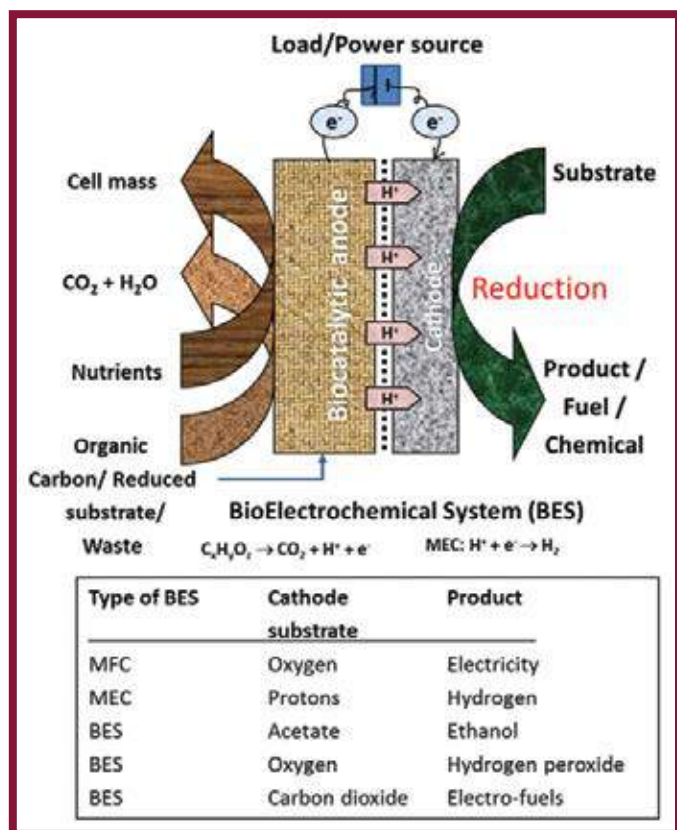 Load/Power source
e⁻ e⁻
Cell mass
Substrate
H⁺
H⁺
CO₂ + H₂O
Biocatalytic anode
Cathode
Reduction
H⁺
Nutrients
H⁺
Product /
Fuel /
Chemical
Organic
Carbon/ Reduced
substrate/
Waste
BioElectrochemical System (BES)
CₓHᵧO₂ → CO₂ + H⁺ + e⁻ MEC: H⁺ + e⁻ → H₂
Type of BES Cathode Product
substrate
MFC Oxygen Electricity
MEC Protons Hydrogen
BES Acetate Ethanol
BES Oxygen Hydrogen peroxide
BES Carbon dioxide Electro-fuels